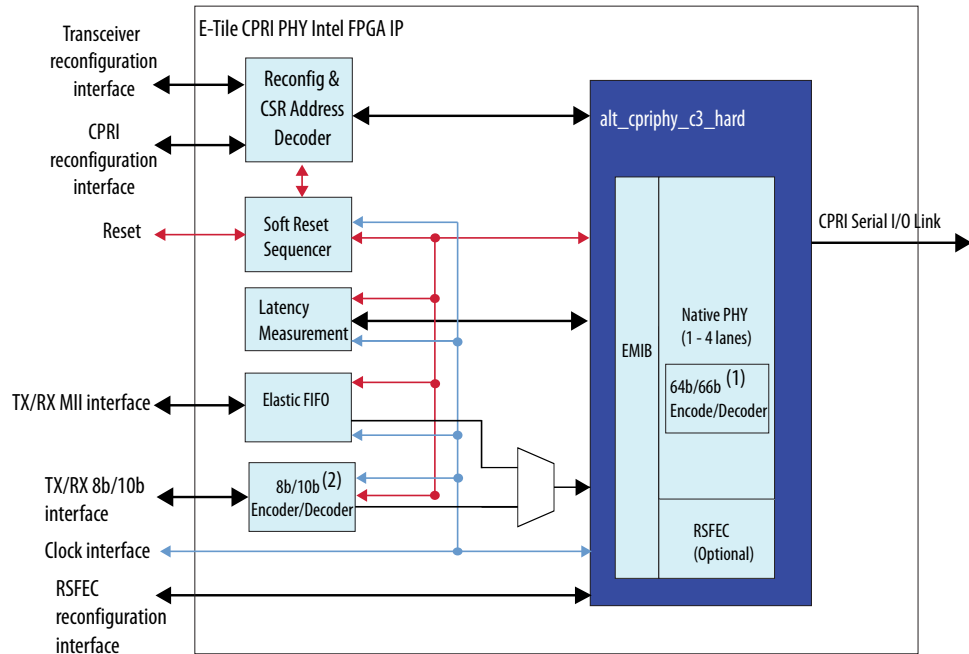 E-Tile CPRI PHY Intel FPGA IP
Transceiver
reconfiguration
interface
Reconfig &
CSR Address
Decoder
alt_cpriphy_c3_hard
CPRI
reconfiguration
interface
Reset
Soft Reset
Sequencer
CPRI Serial I/O Link
Latency
Measurement
Native PHY
(1 - 4 lanes)
EMIB
64b/66b (1)
Encode/Decoder
TX/RX MII interface
Elastic FIFO
TX/RX 8b/10b
interface
8b/10b (2)
Encoder/Decoder
Clock interface
RSFEC
(Optional)
RSFEC
reconfiguration
interface